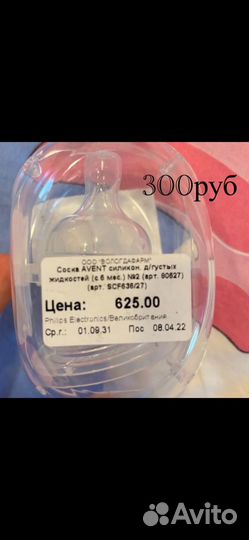 300руб
ООО "ВОЛОГДАФАРМ"
Соска AVENT силикон. д/густых
жидкостей (с 6 мес.) №2 (арт. 80627)
(арт. SCF636/27)
Цена: 625.00
Philips Electronics/Великобритания
Ср.г.: 01.09.31 Пос 08.04.22
Avito